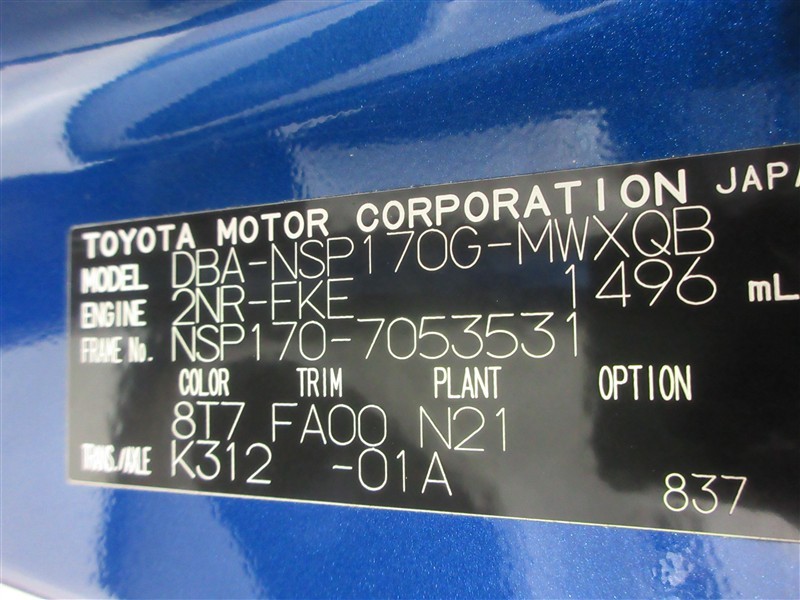 TOYOTA MOTOR CORPORATION JAPA
MODEL DBA-NSP170G-MWXQB
ENGINE 2NR-FKE 1496 mL
FRAME No. NSP170-7053531
COLOR TRIM PLANT OPTION
8T7 FA00 N21
TRANS./AXLE K312 -01A
837